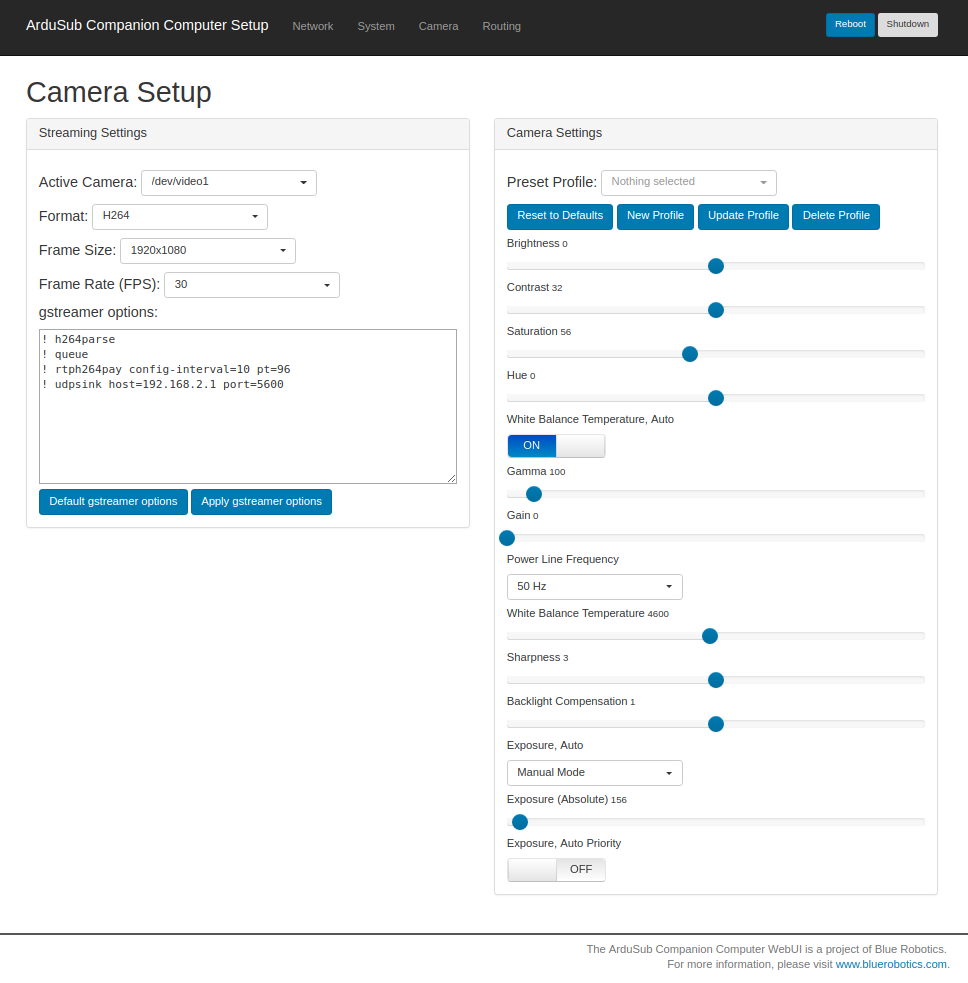 ArduSub Companion Computer Setup Network System Camera Routing Reboot Shutdown
Camera Setup
Streaming Settings
Active Camera: /dev/video1
Format: H264
Frame Size: 1920x1080
Frame Rate (FPS): 30
gstreamer options:
! h264parse
! queue
! rtph264pay config-interval=10 pt=96
! udpsink host=192.168.2.1 port=5600
Default gstreamer options Apply gstreamer options
Camera Settings
Preset Profile: Nothing selected
Reset to Defaults New Profile Update Profile Delete Profile
Brightness 0
Contrast 32
Saturation 56
Hue 0
White Balance Temperature, Auto
ON
Gamma 100
Gain 0
Power Line Frequency
50 Hz
White Balance Temperature 4600
Sharpness 3
Backlight Compensation 1
Exposure, Auto
Manual Mode
Exposure (Absolute) 156
Exposure, Auto Priority
OFF
The ArduSub Companion Computer WebUI is a project of Blue Robotics.
For more information, please visit www.bluerobotics.com.